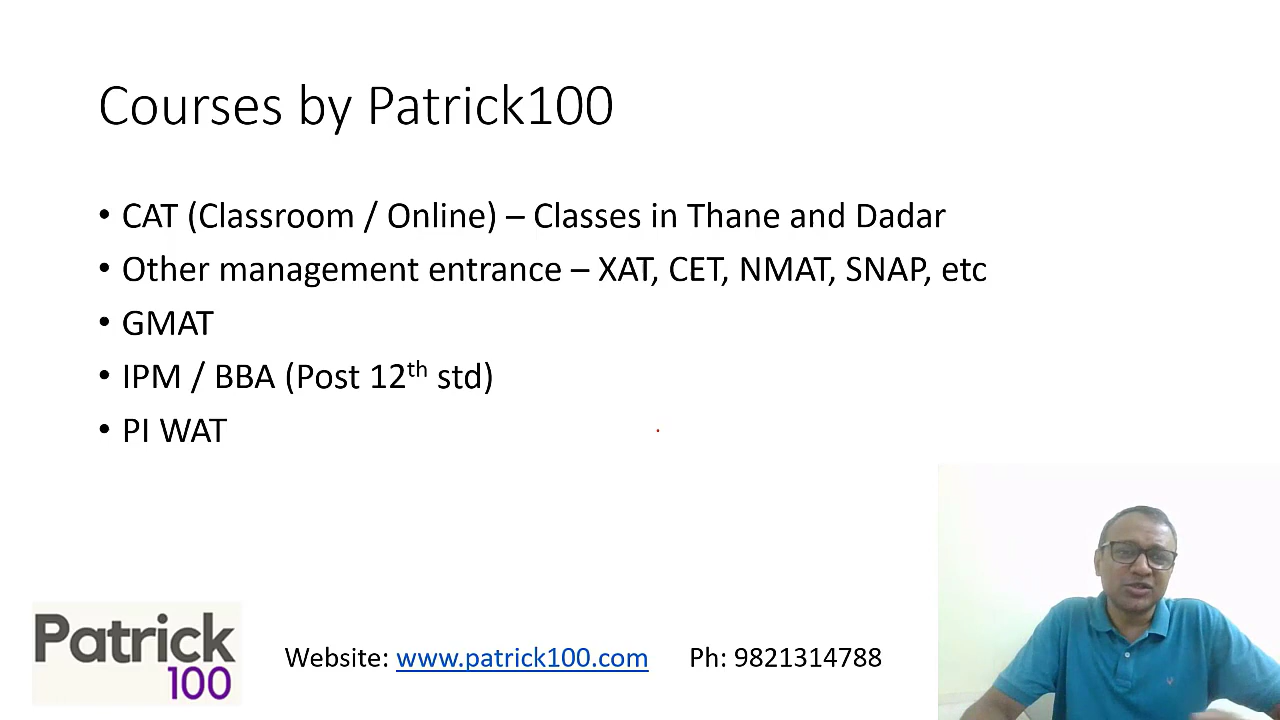 Courses by Patrick100
• CAT (Classroom / Online) – Classes in Thane and Dadar
• Other management entrance – XAT, CET, NMAT, SNAP, etc
• GMAT
• IPM / BBA (Post 12th std)
• PI WAT
Patrick
100
Website: www.patrick100.com Ph: 9821314788